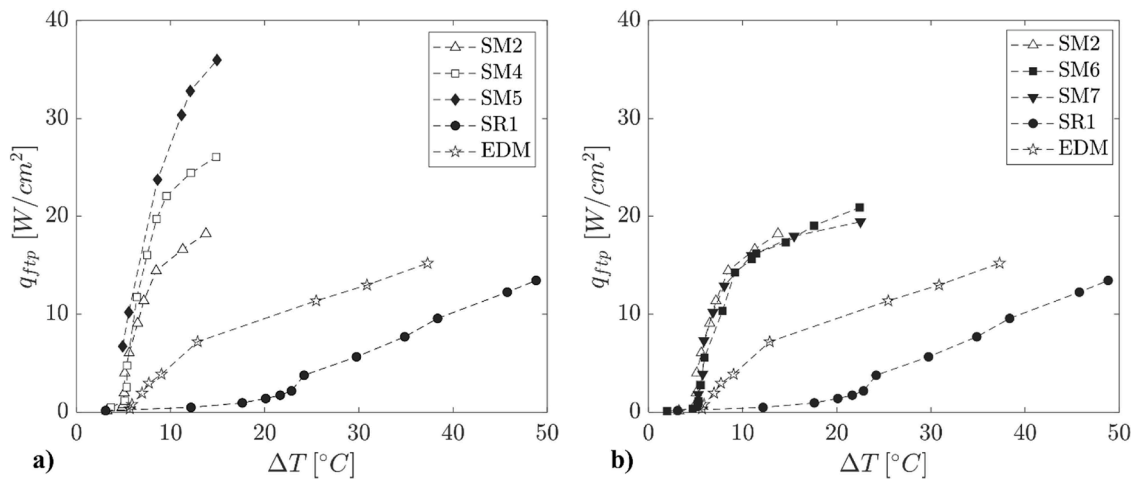 40
30
20
10
0
q_ftp [W/cm²]
0 10 20 30 40 50
ΔT [°C]
SM2
SM4
SM5
SR1
EDM
a)
40
30
20
10
0
q_ftp [W/cm²]
0 10 20 30 40 50
ΔT [°C]
SM2
SM6
SM7
SR1
EDM
b)